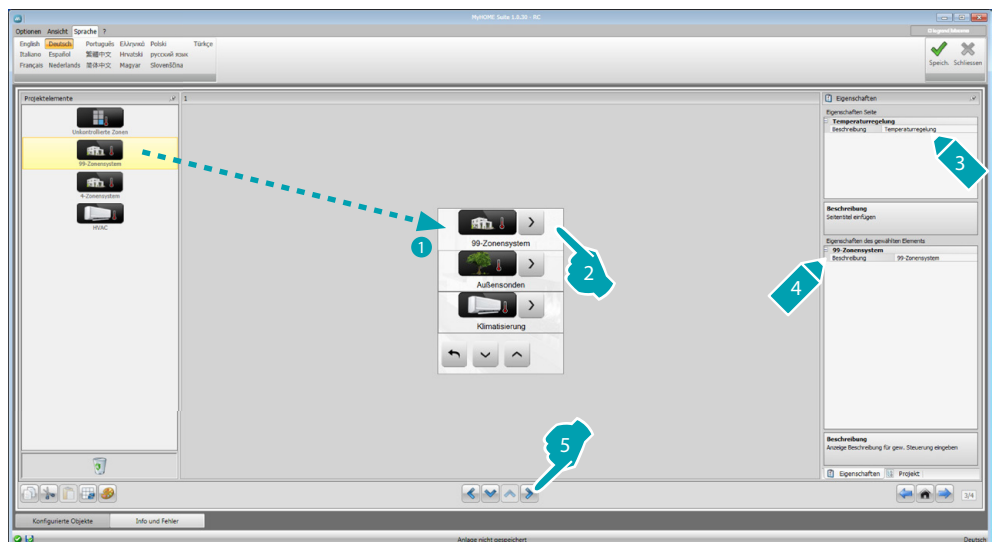 MyHOME Suite 1.0.30 - RC
Optionen Ansicht Sprache ?
English Deutsch Português Ελληνικά Polski Türkçe
Italiano Español 繁體中文 Hrvatski русский язык
Français Nederlands 简体中文 Magyar Slovenščina
Speich. Schliessen
Projektelemente
1
Unkontrollierte Zonen
99-Zonensystem
4-Zonensystem
HVAC
1
99-Zonensystem
2
Außensonden
Klimatisierung
5
Eigenschaften
Eigenschaften Seite
Temperaturregelung
Beschreibung Temperaturregelung
3
Beschreibung
Seitentitel einfügen
Eigenschaften des gewählten Elements
99-Zonensystem
Beschreibung 99-Zonensystem
4
Beschreibung
Anzeige Beschreibung für gew. Steuerung eingeben
Eigenschaften Projekt
3/4
Konfigurierte Objekte Info und Fehler
Anlage nicht gespeichert
Deutsch